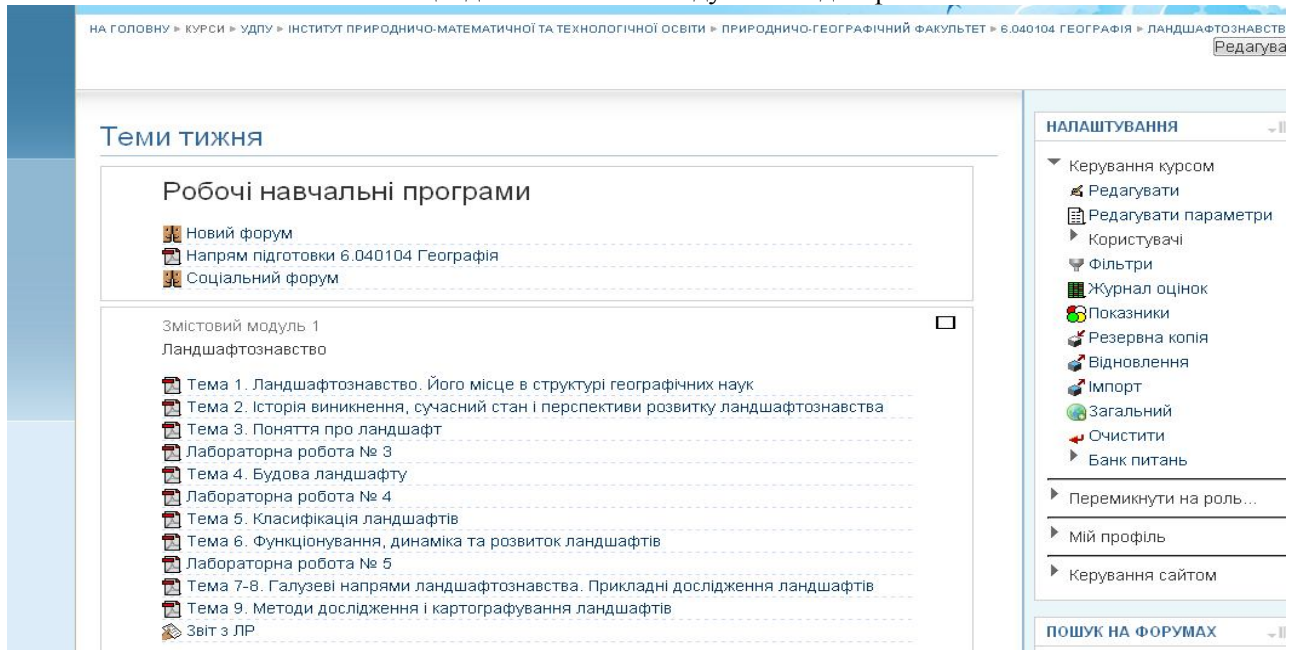 НА ГОЛОВНУ ► КУРСИ ► УДПУ ► ІНСТИТУТ ПРИРОДНИЧО-МАТЕМАТИЧНОЇ ТА ТЕХНОЛОГІЧНОЇ ОСВІТИ ► ПРИРОДНИЧО-ГЕОГРАФІЧНИЙ ФАКУЛЬТЕТ ► 6.040104 ГЕОГРАФІЯ ► ЛАНДШАФТОЗНАВСТВ
Редагува
Теми тижня
Робочі навчальні програми
Новий форум
Напрям підготовки 6.040104 Географія
Соціальний форум
Змістовий модуль 1
Ландшафтознавство
Тема 1. Ландшафтознавство. Його місце в структурі географічних наук
Тема 2. Історія виникнення, сучасний стан і перспективи розвитку ландшафтознавства
Тема 3. Поняття про ландшафт
Лабораторна робота № 3
Тема 4. Будова ландшафту
Лабораторна робота № 4
Тема 5. Класифікація ландшафтів
Тема 6. Функціонування, динаміка та розвиток ландшафтів
Лабораторна робота № 5
Тема 7-8. Галузеві напрями ландшафтознавства. Прикладні дослідження ландшафтів
Тема 9. Методи дослідження і картографування ландшафтів
Звіт з ЛР
НАЛАШТУВАННЯ
Керування курсом
Редагувати
Редагувати параметри
Користувачі
Фільтри
Журнал оцінок
Показники
Резервна копія
Відновлення
Імпорт
Загальний
Очистити
Банк питань
Перемикнути на роль...
Мій профіль
Керування сайтом
ПОШУК НА ФОРУМАХ